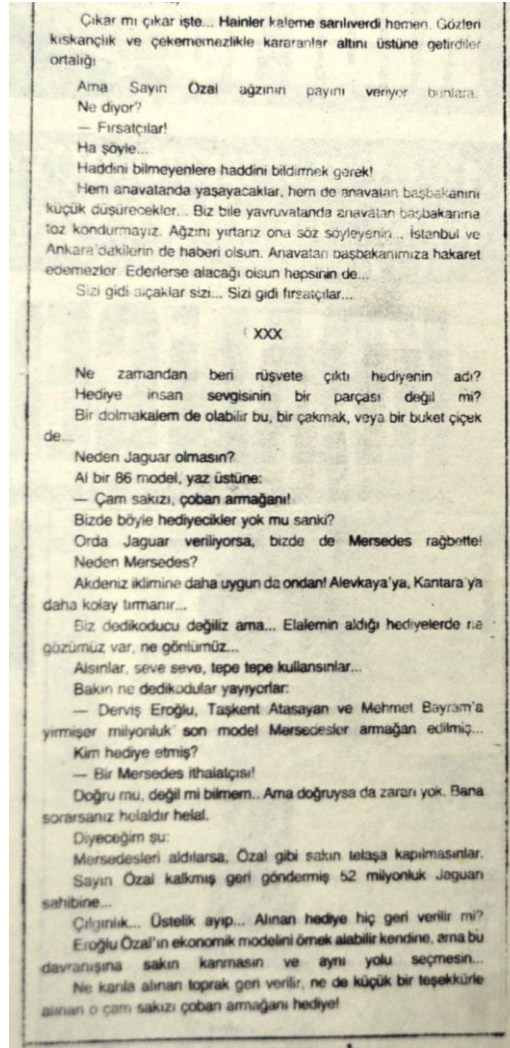 Çıkar mı çıkar işte... Hainler kaleme sarılıverdi hemen. Gözleri
kıskançlık ve çekememezlikle kararanlar altını üstüne getirdiler
ortalığı
Ama Sayın Özal ağzının payını veriyor bunlara.
Ne diyor?
— Fırsatçılar!
Ha şöyle...
Haddini bilmeyenlere haddini bildirmek gerek!
Hem anavatanda yaşayacaklar, hem de anavatan başbakanını
küçük düşürecekler... Biz bile yavruvatanda anavatan başbakanına
toz kondurmayız. Ağzını yırtarız ona söz söyleyenin... İstanbul ve
Ankara'dakilerin de haberi olsun. Anavatan başbakanımıza hakaret
edemezler. Ederlerse alacağı olsun hepsinin de...
Sizi gidi alçaklar sizi... Sizi gidi fırsatçılar...
XXX
Ne zamandan beri rüşvete çıktı hediyenin adı?
Hediye insan sevgisinin bir parçası değil mi?
Bir dolmakalem de olabilir bu, bir çakmak, veya bir buket çiçek
de...
Neden Jaguar olmasın?
Al bir 86 model, yaz üstüne:
— Çam sakızı, çoban armağanı!
Bizde böyle hediyecikler yok mu sanki?
Orda Jaguar veriliyorsa, bizde de Mersedes rağbette!
Neden Mersedes?
Akdeniz iklimine daha uygun da ondan! Alevkaya'ya, Kantara'ya
daha kolay tırmanır...
Biz dedikoducu değiliz ama... Elalemin aldığı hediyelerde ne
gözümüz var, ne gönlümüz...
Alsınlar, seve seve, tepe tepe kullansınlar...
Bakın ne dedikodular yayıyorlar:
— Derviş Eroğlu, Taşkent Atasayan ve Mehmet Bayram'a
yirmişer milyonluk son model Mersedesler armağan edilmiş...
Kim hediye etmiş?
— Bir Mersedes ithalatçısı!
Doğru mu, değil mi bilmem.. Ama doğruysa da zararı yok. Bana
sorarsanız helaldır helal.
Diyeceğim şu:
Mersedesleri aldılarsa, Özal gibi sakın telaşa kapılmasınlar.
Sayın Özal kalkmış geri göndermiş 52 milyonluk Jaguarı
sahibine...
Çılgınlık... Üstelik ayıp... Alınan hediye hiç geri verilir mi?
Eroğlu Özal'ın ekonomik modelini örnek alabilir kendine, ama bu
davranışına sakın kanmasın ve aynı yolu seçmesin...
Ne kanla alınan toprak geri verilir, ne de küçük bir teşekkürle
alınan o çam sakızı çoban armağanı hediye!